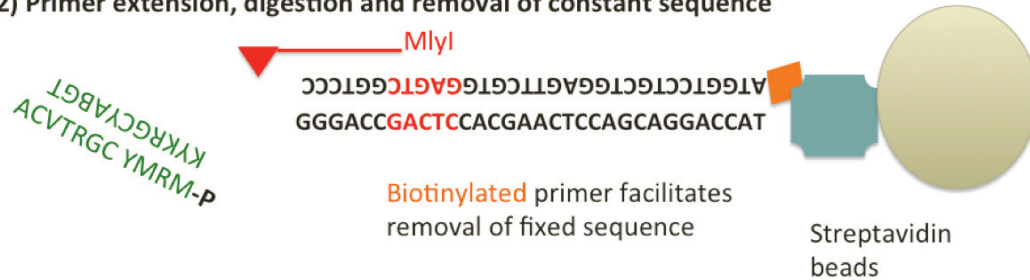 2) Primer extension, digestion and removal of constant sequence
MlyI
ATGGTCCTGCTGGAGTTCGTGGAGTCGGTCCC
GGGACCGACTCCACGAACTCCAGCAGGACCAT
KYKRGCYABGT
ACVTRGC YMRM-P
Biotinylated primer facilitates
removal of fixed sequence
Streptavidin
beads